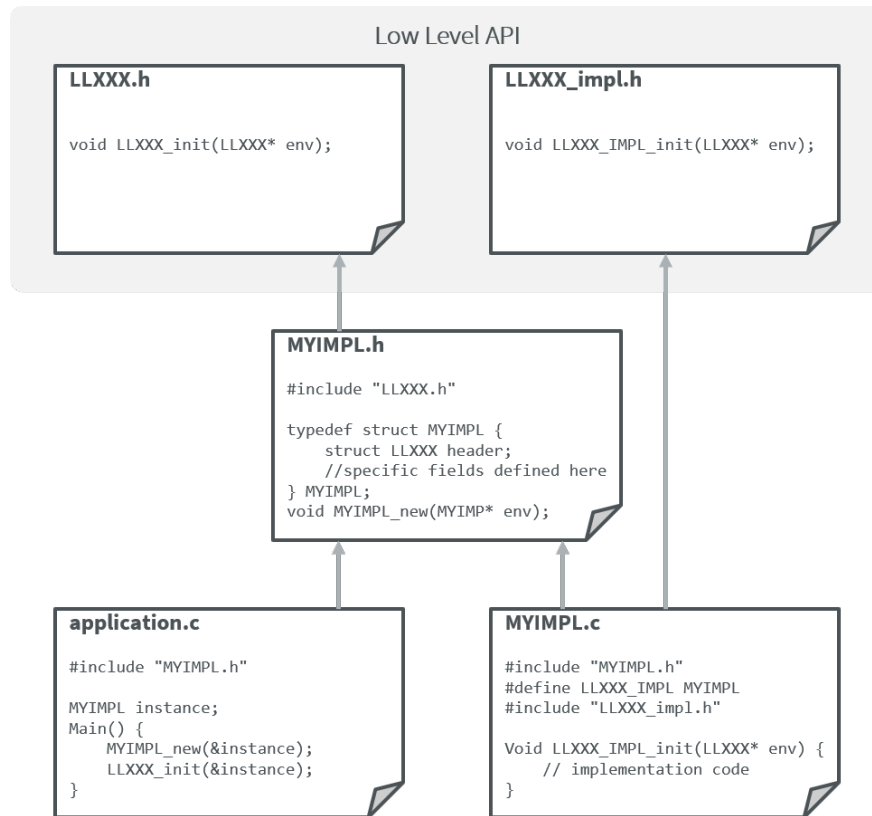 Low Level API
LLXXX.h
void LLXXX_init(LLXXX* env);
LLXXX_impl.h
void LLXXX_IMPL_init(LLXXX* env);
MYIMPL.h
#include "LLXXX.h"
typedef struct MYIMPL {
struct LLXXX header;
//specific fields defined here
} MYIMPL;
void MYIMPL_new(MYIMP* env);
application.c
#include "MYIMPL.h"
MYIMPL instance;
Main() {
MYIMPL_new(&instance);
LLXXX_init(&instance);
}
MYIMPL.c
#include "MYIMPL.h"
#define LLXXX_IMPL MYIMPL
#include "LLXXX_impl.h"
Void LLXXX_IMPL_init(LLXXX* env) {
// implementation code
}